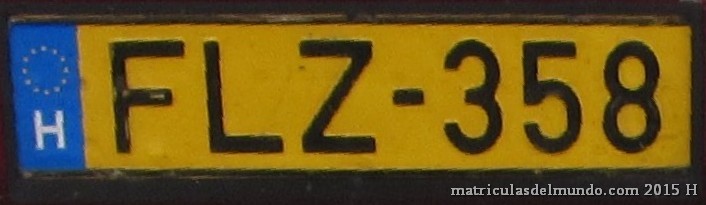 H
FLZ-358
matriculasdelmundo.com 2015 H